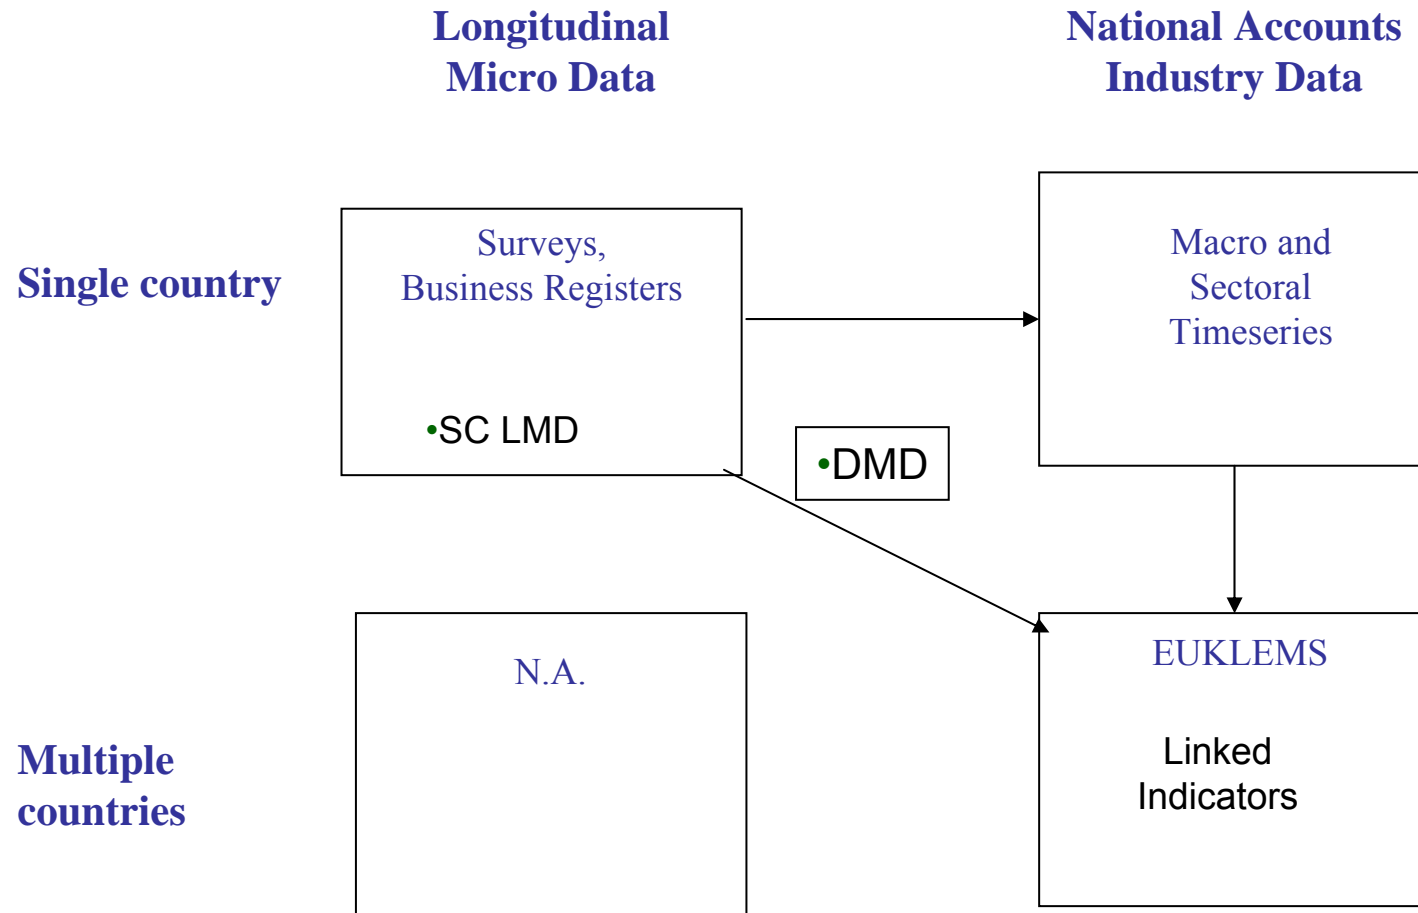 Longitudinal
Micro Data
National Accounts
Industry Data
Single country
Surveys,
Business Registers
•SC LMD
Macro and
Sectoral
Timeseries
•DMD
Multiple
countries
N.A.
EUKLEMS
Linked
Indicators